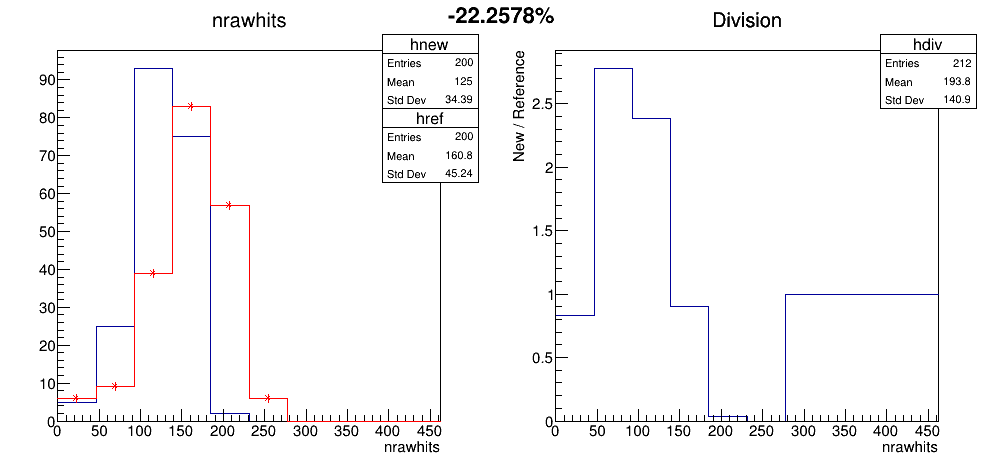 -22.2578%
nrawhits
hnew
Entries 200
Mean 125
Std Dev 34.39
href
Entries 200
Mean 160.8
Std Dev 45.24
90
80
70
60
50
40
30
20
10
0
0 50 100 150 200 250 300 350 400 450
nrawhits
Division
hdiv
Entries 212
Mean 193.8
Std Dev 140.9
New / Reference
2.5
2
1.5
1
0.5
0
0 50 100 150 200 250 300 350 400 450
nrawhits